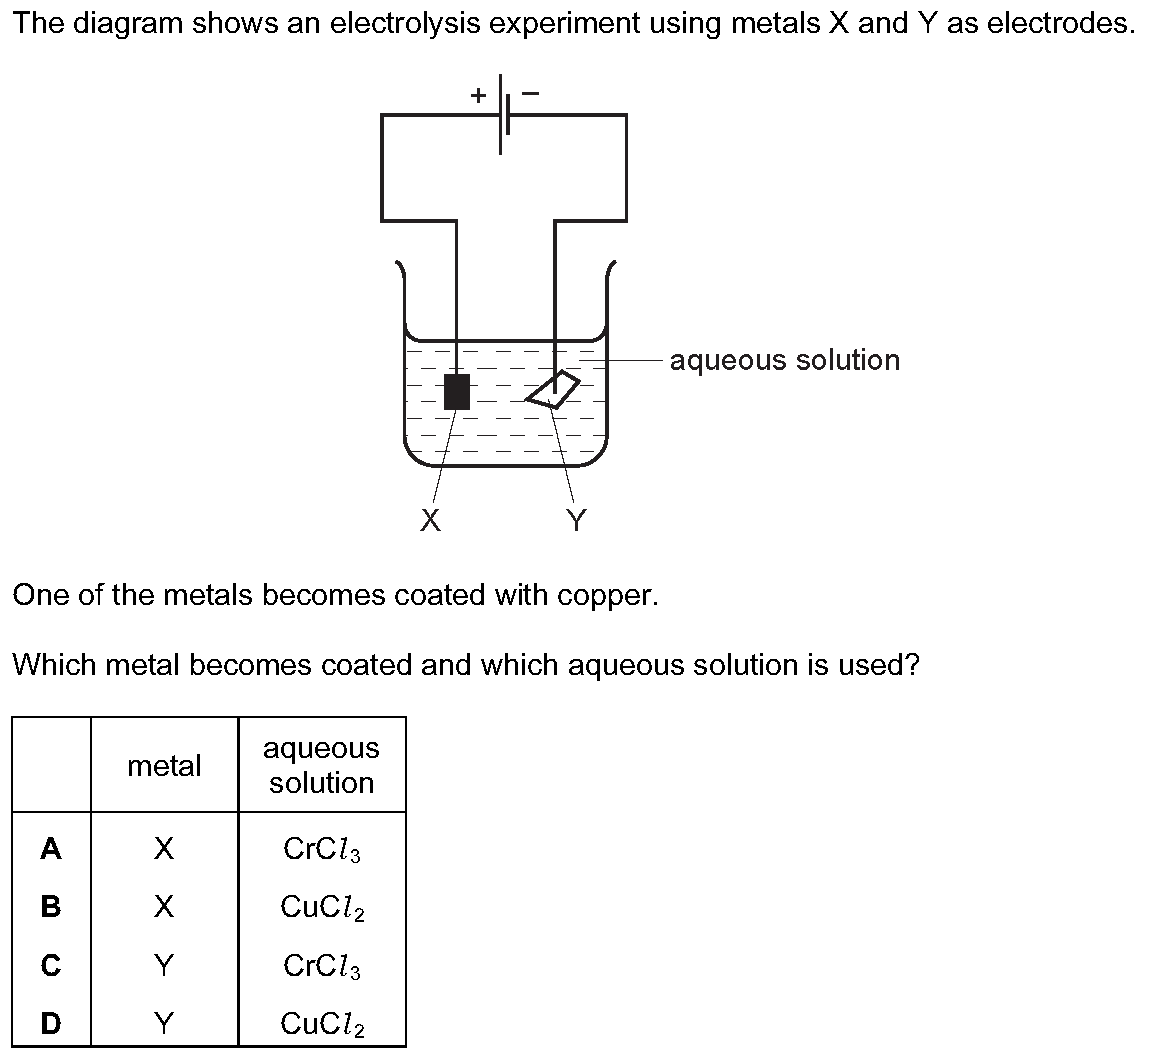 The diagram shows an electrolysis experiment using metals X and Y as electrodes.
+ −
aqueous solution
X Y
One of the metals becomes coated with copper.
Which metal becomes coated and which aqueous solution is used?
metal aqueous solution
A X CrCl₃
B X CuCl₂
C Y CrCl₃
D Y CuCl₂